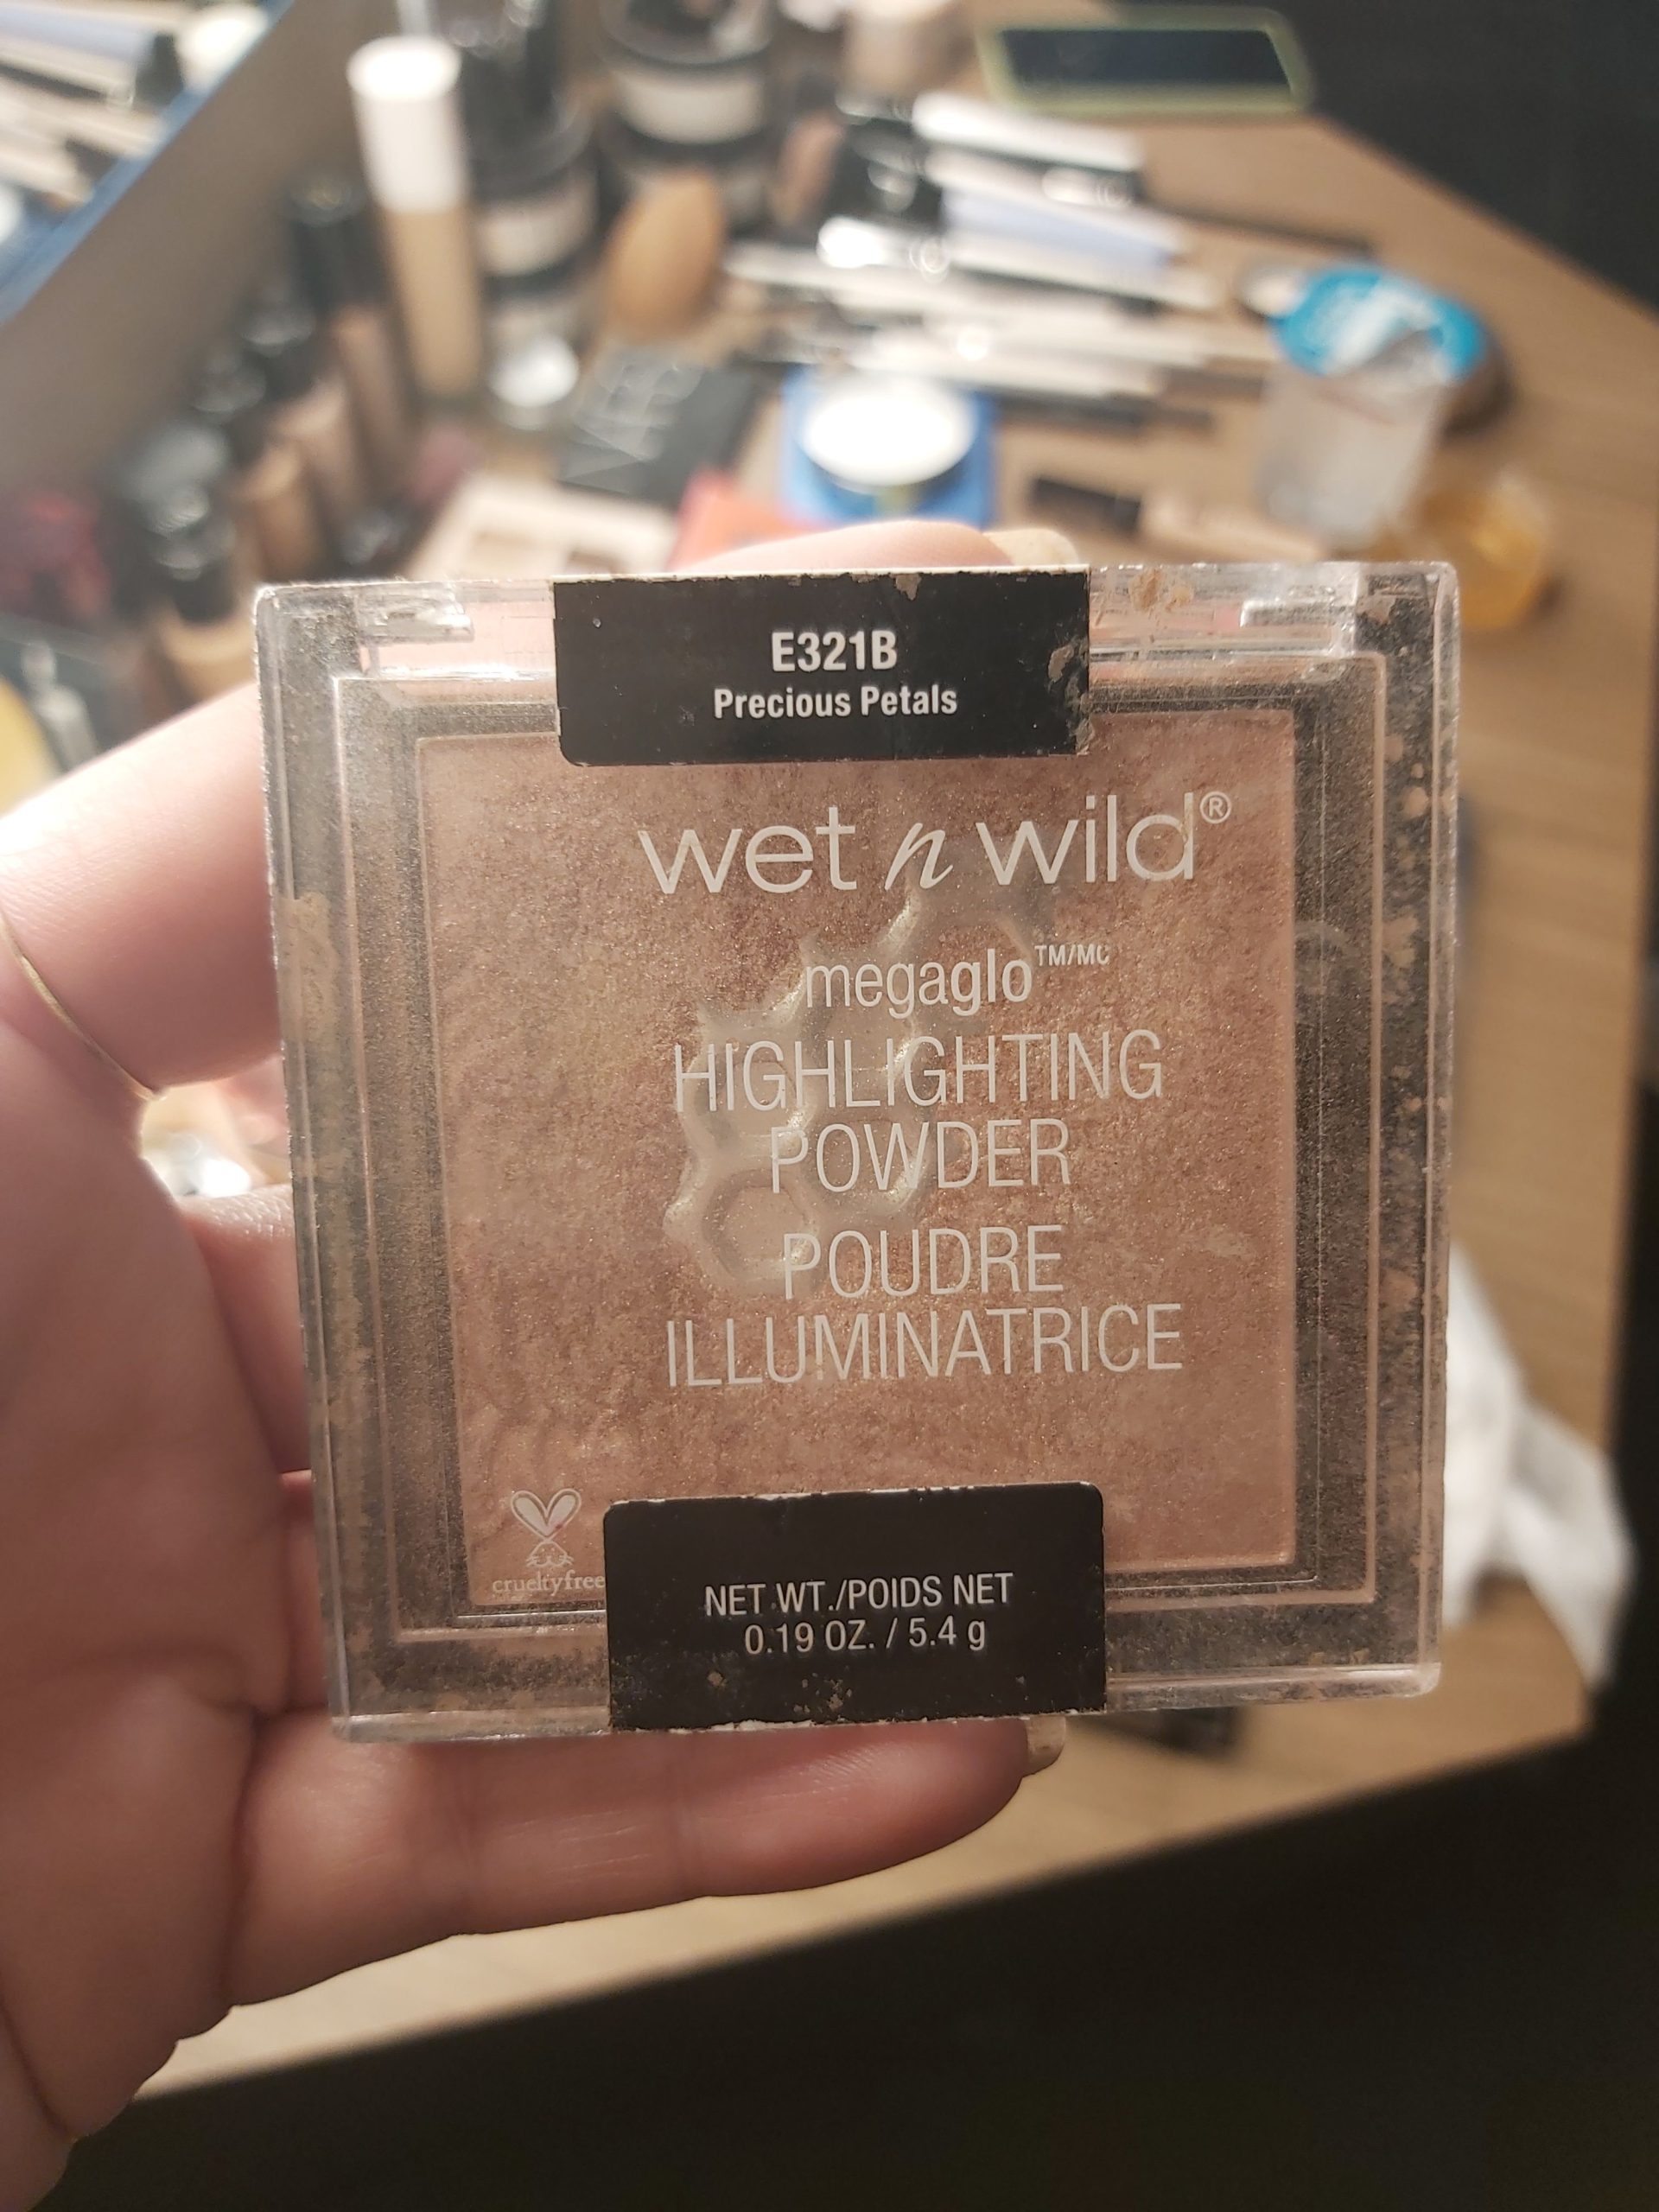 E321B
Precious Petals
wet n wild®
megaglo™/MC
HIGHLIGHTING
POWDER
POUDRE
ILLUMINATRICE
crueltyfree
NET WT./POIDS NET
0.19 OZ. / 5.4 g
NARS